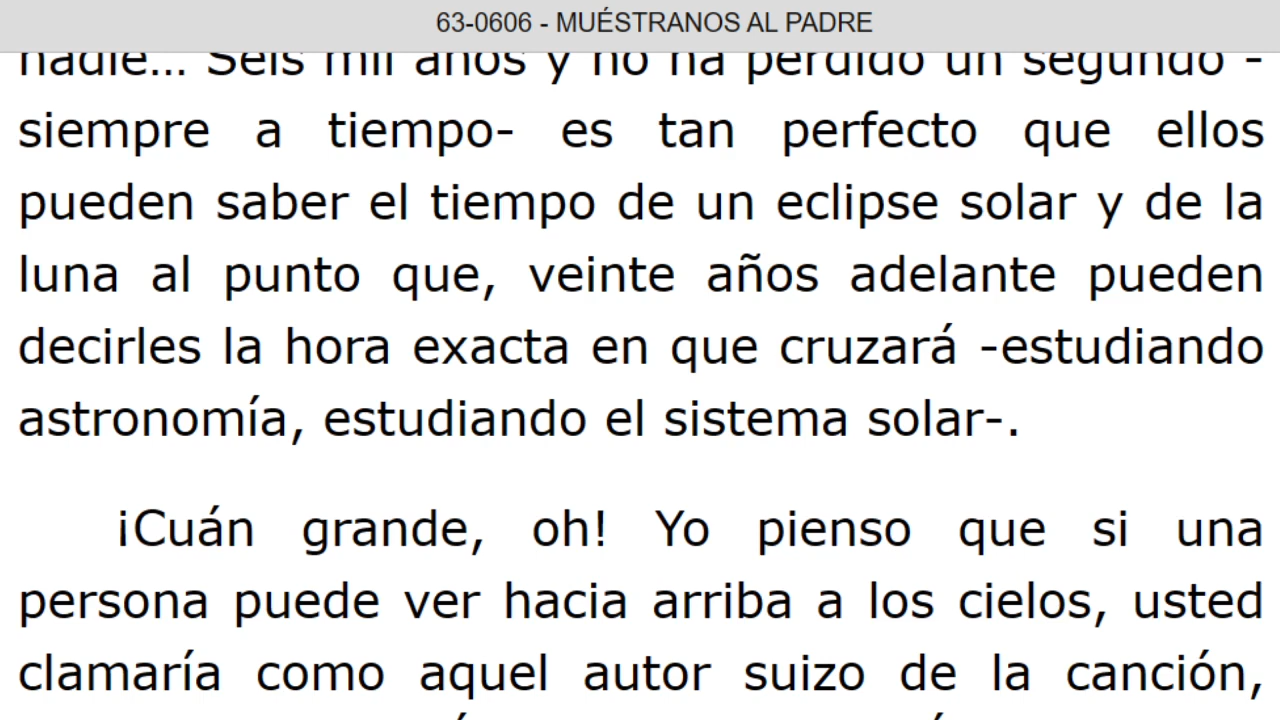 63-0606 - MUÉSTRANOS AL PADRE
nadie... Seis mil años y no ha perdido un segundo -
siempre a tiempo- es tan perfecto que ellos
pueden saber el tiempo de un eclipse solar y de la
luna al punto que, veinte años adelante pueden
decirles la hora exacta en que cruzará -estudiando
astronomía, estudiando el sistema solar-.
¡Cuán grande, oh! Yo pienso que si una
persona puede ver hacia arriba a los cielos, usted
clamaría como aquel autor suizo de la canción,